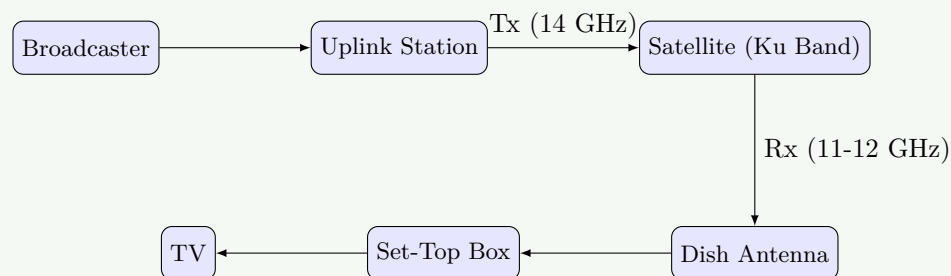 Broadcaster
Uplink Station
Tx (14 GHz)
Satellite (Ku Band)
Rx (11-12 GHz)
Dish Antenna
Set-Top Box
TV